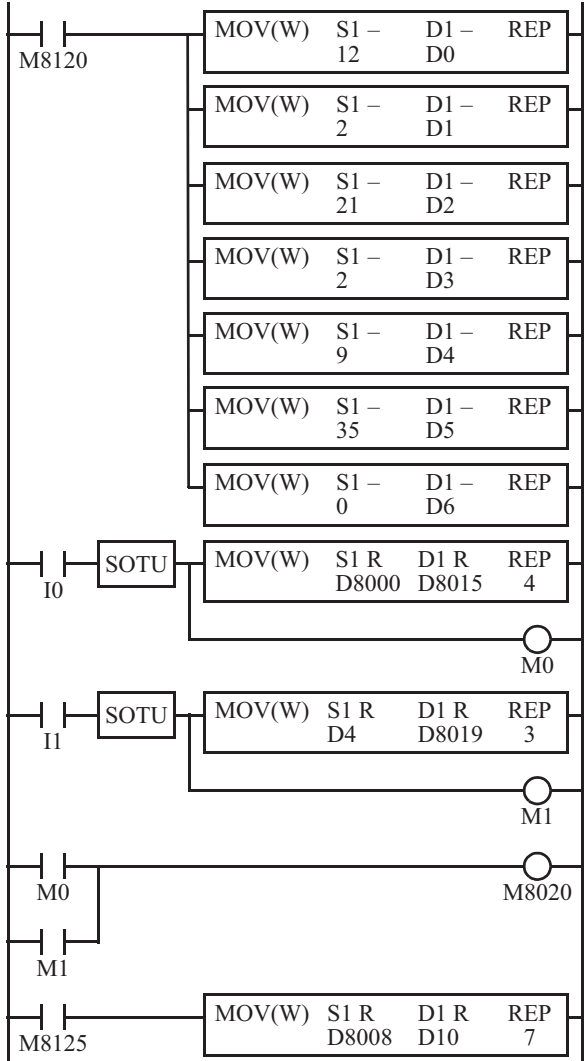 MOV(W) S1 – D1 – REP
12 D0
M8120
MOV(W) S1 – D1 – REP
2 D1
MOV(W) S1 – D1 – REP
21 D2
MOV(W) S1 – D1 – REP
2 D3
MOV(W) S1 – D1 – REP
9 D4
MOV(W) S1 – D1 – REP
35 D5
MOV(W) S1 – D1 – REP
0 D6
SOTU MOV(W) S1 R D1 R REP
I0 D8000 D8015 4
M0
SOTU MOV(W) S1 R D1 R REP
I1 D4 D8019 3
M1
M0 M8020
M1
MOV(W) S1 R D1 R REP
M8125 D8008 D10 7